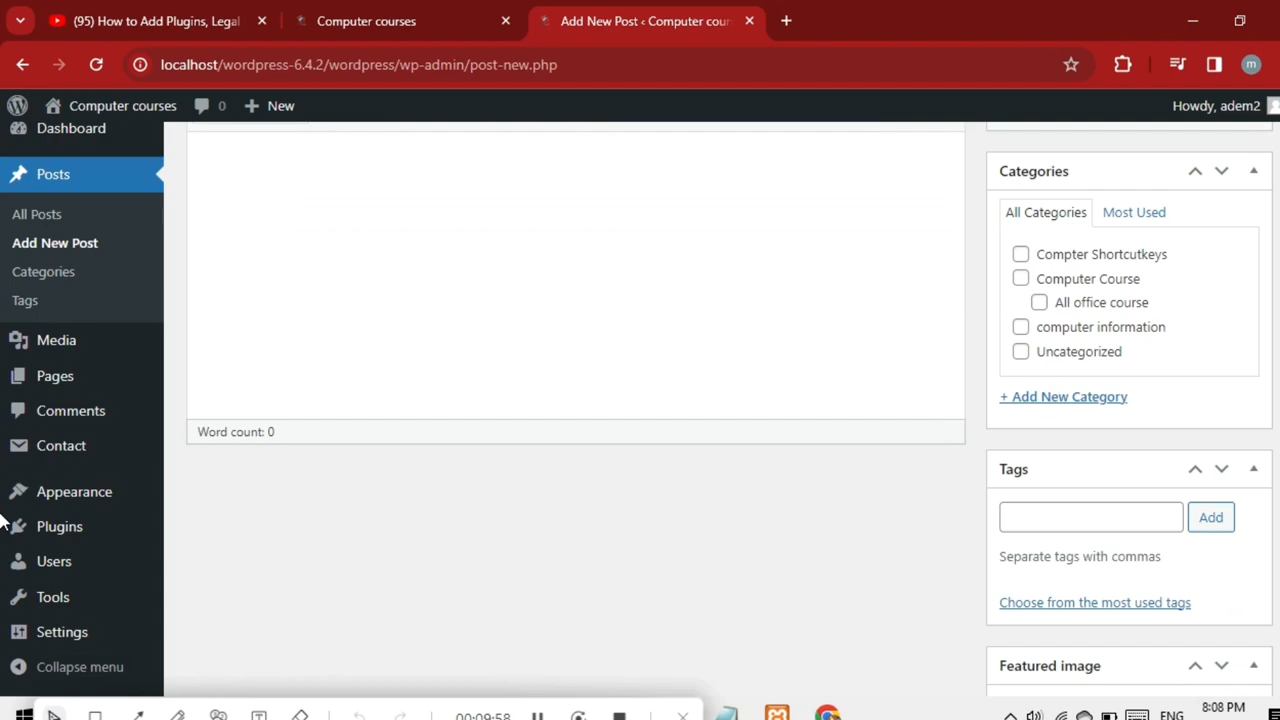 (95) How to Add Plugins, Legal
Computer courses
Add New Post ‹ Computer cour
localhost/wordpress-6.4.2/wordpress/wp-admin/post-new.php
m
Computer courses 0 New
Howdy, adem2
Dashboard
Posts
All Posts
Add New Post
Categories
Tags
Media
Pages
Comments
Contact
Appearance
Plugins
Users
Tools
Settings
Collapse menu
Word count: 0
Categories
All Categories Most Used
Compter Shortcutkeys
Computer Course
All office course
computer information
Uncategorized
+ Add New Category
Tags
Add
Separate tags with commas
Choose from the most used tags
Featured image
00:09:58
ENG
8:08 PM